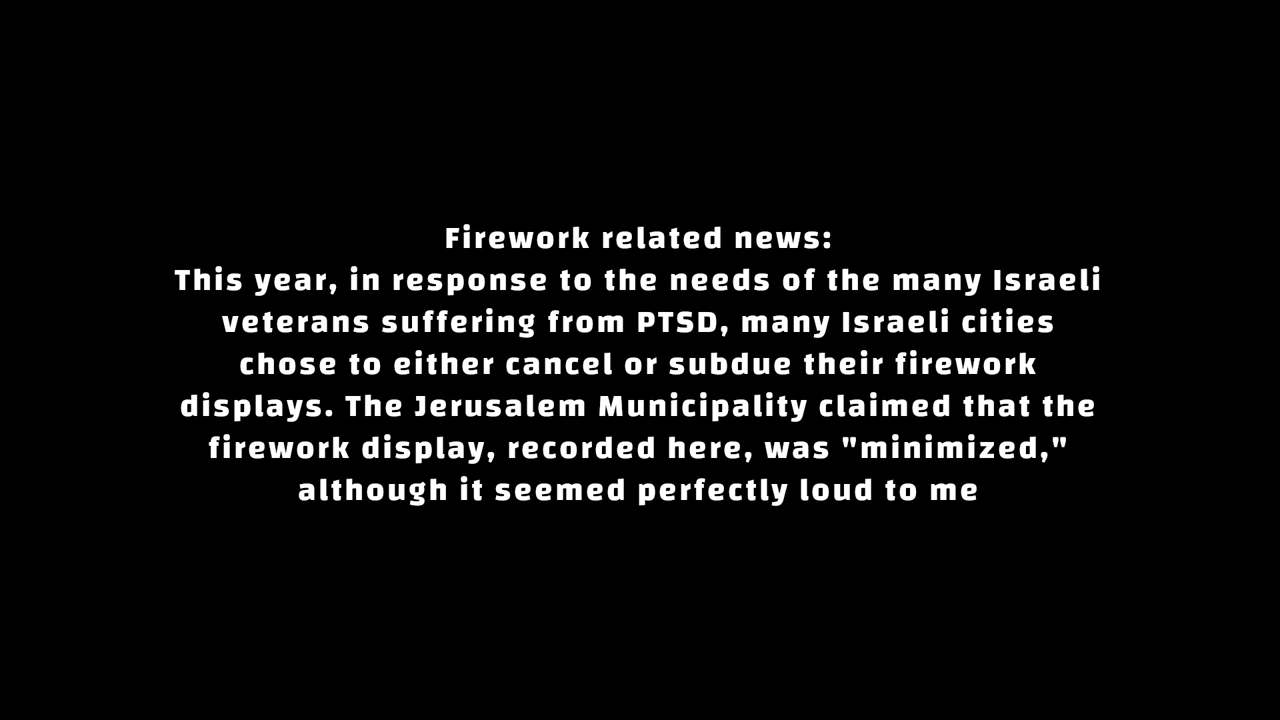 Firework related news:
This year, in response to the needs of the many Israeli
veterans suffering from PTSD, many Israeli cities
chose to either cancel or subdue their firework
displays. The Jerusalem Municipality claimed that the
firework display, recorded here, was "minimized,"
although it seemed perfectly loud to me